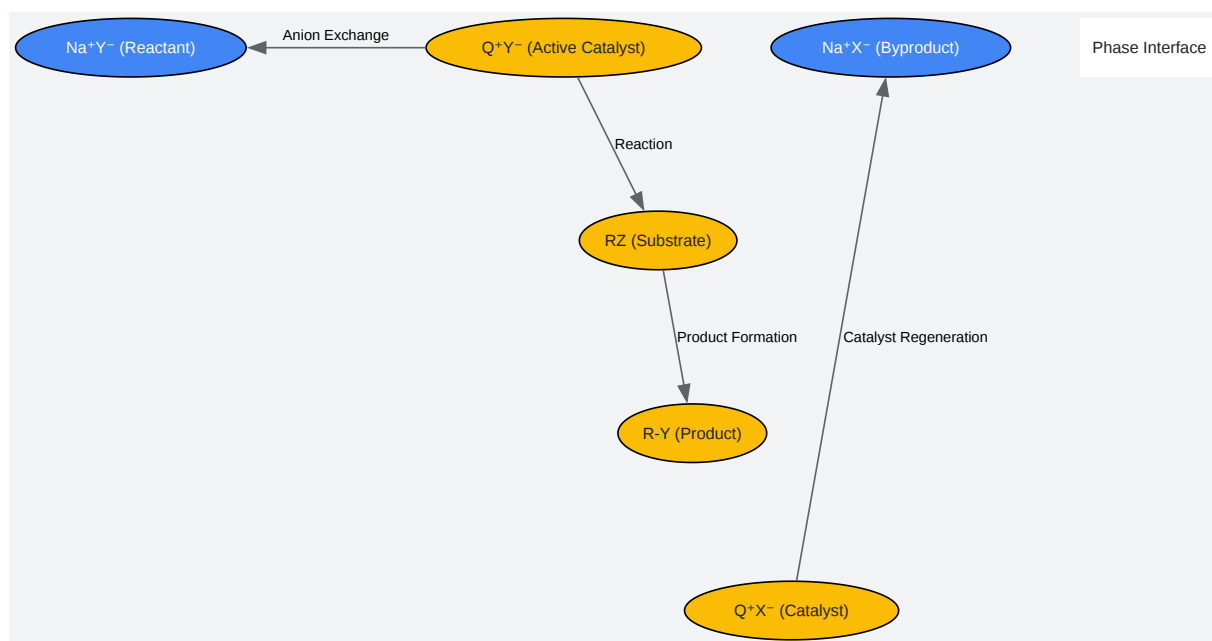 Na⁺Y⁻ (Reactant)
Anion Exchange
Q⁺Y⁻ (Active Catalyst)
Na⁺X⁻ (Byproduct)
Phase Interface
Reaction
RZ (Substrate)
Product Formation
Catalyst Regeneration
R-Y (Product)
Q⁺X⁻ (Catalyst)